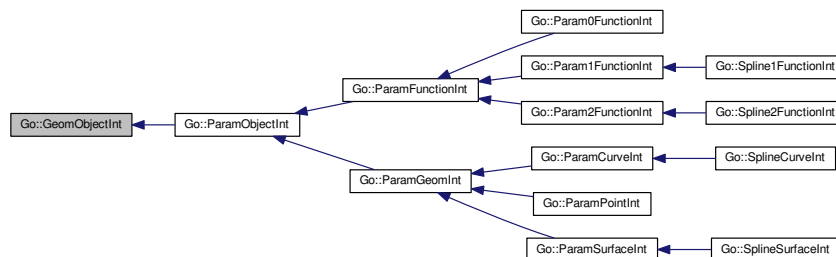 Go::Param0FunctionInt
Go::Param1FunctionInt
Go::Spline1FunctionInt
Go::ParamFunctionInt
Go::Param2FunctionInt
Go::Spline2FunctionInt
Go::GeomObjectInt
Go::ParamObjectInt
Go::ParamCurveInt
Go::SplineCurveInt
Go::ParamGeomInt
Go::ParamPointInt
Go::ParamSurfaceInt
Go::SplineSurfaceInt